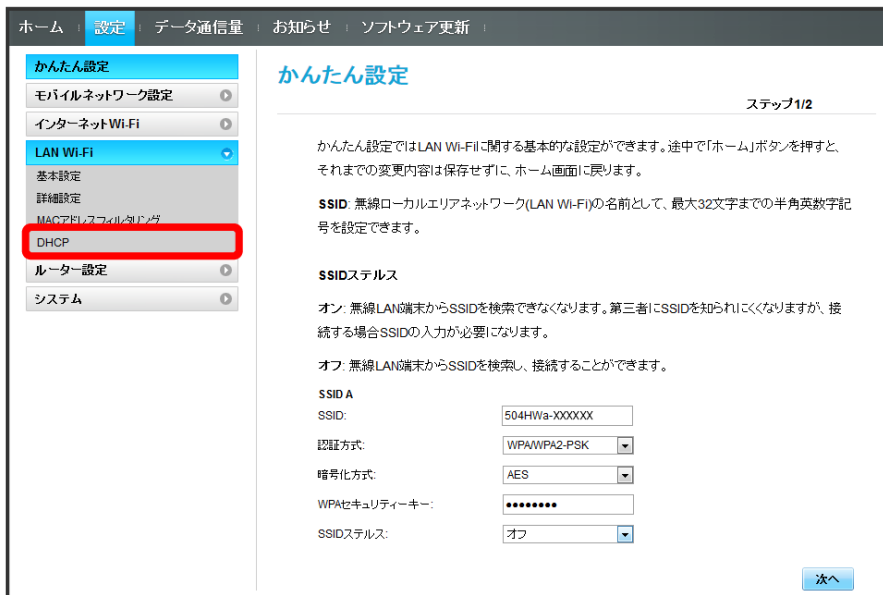 ホーム 設定 データ通信量 お知らせ ソフトウェア更新
かんたん設定
モバイルネットワーク設定
インターネットWi-Fi
LAN Wi-Fi
基本設定
詳細設定
MACアドレスフィルタリング
DHCP
ルーター設定
システム
かんたん設定
ステップ1/2
かんたん設定ではLAN Wi-Fiに関する基本的な設定ができます。途中で「ホーム」ボタンを押すと、
それまでの変更内容は保存せずに、ホーム画面に戻ります。
SSID: 無線ローカルエリアネットワーク(LAN Wi-Fi)の名前として、最大32文字までの半角英数字記
号を設定できます。
SSIDステルス
オン: 無線LAN端末からSSIDを検索できなくなります。第三者にSSIDを知られにくくなりますが、接
続する場合SSIDの入力が必要になります。
オフ: 無線LAN端末からSSIDを検索し、接続することができます。
SSID A
SSID: 504HWa-XXXXXX
認証方式: WPA/WPA2-PSK
暗号化方式: AES
WPAセキュリティーキー: ••••••••
SSIDステルス: オフ
次へ